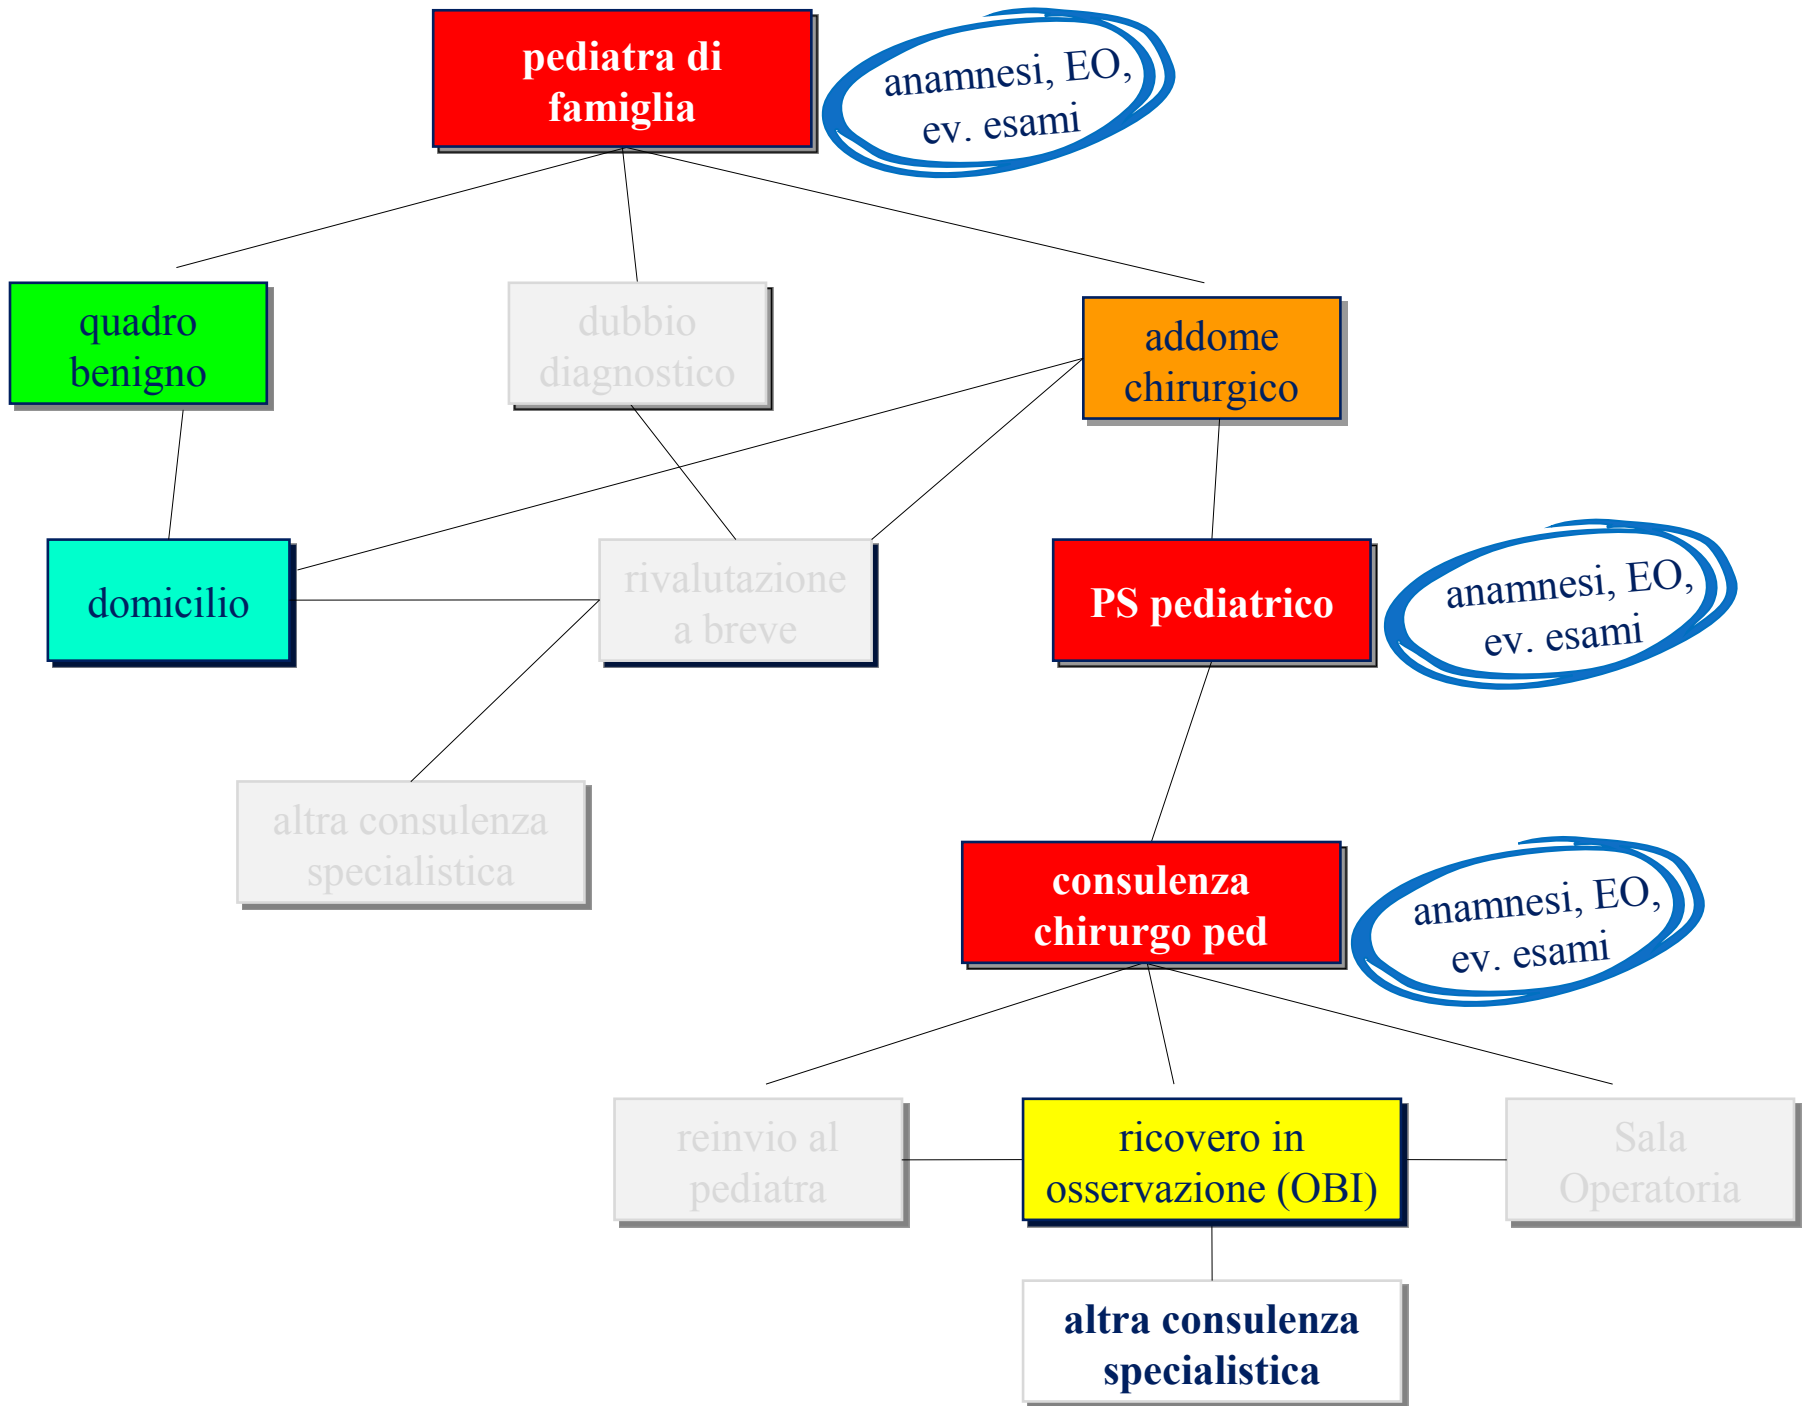 pediatra di
famiglia
anamnesi, EO,
ev. esami
quadro
benigno
dubbio
diagnostico
addome
chirurgico
domicilio
rivalutazione
a breve
PS pediatrico
anamnesi, EO,
ev. esami
altra consulenza
specialistica
consulenza
chirurgo ped
anamnesi, EO,
ev. esami
reinvio al
pediatra
ricovero in
osservazione (OBI)
Sala
Operatoria
altra consulenza
specialistica